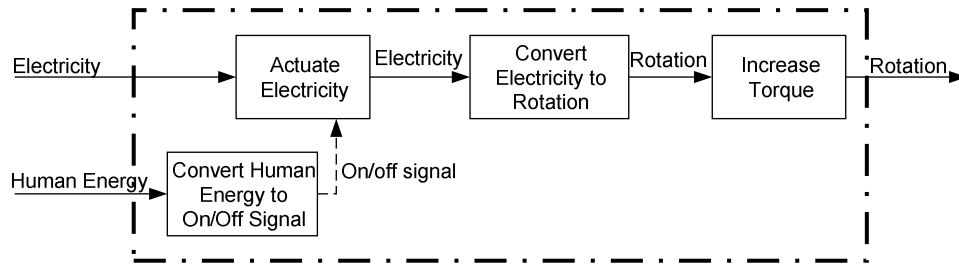 Electricity
Actuate
Electricity
Electricity
Convert
Electricity to
Rotation
Rotation
Increase
Torque
Rotation
Human Energy
Convert Human
Energy to
On/Off Signal
On/off signal